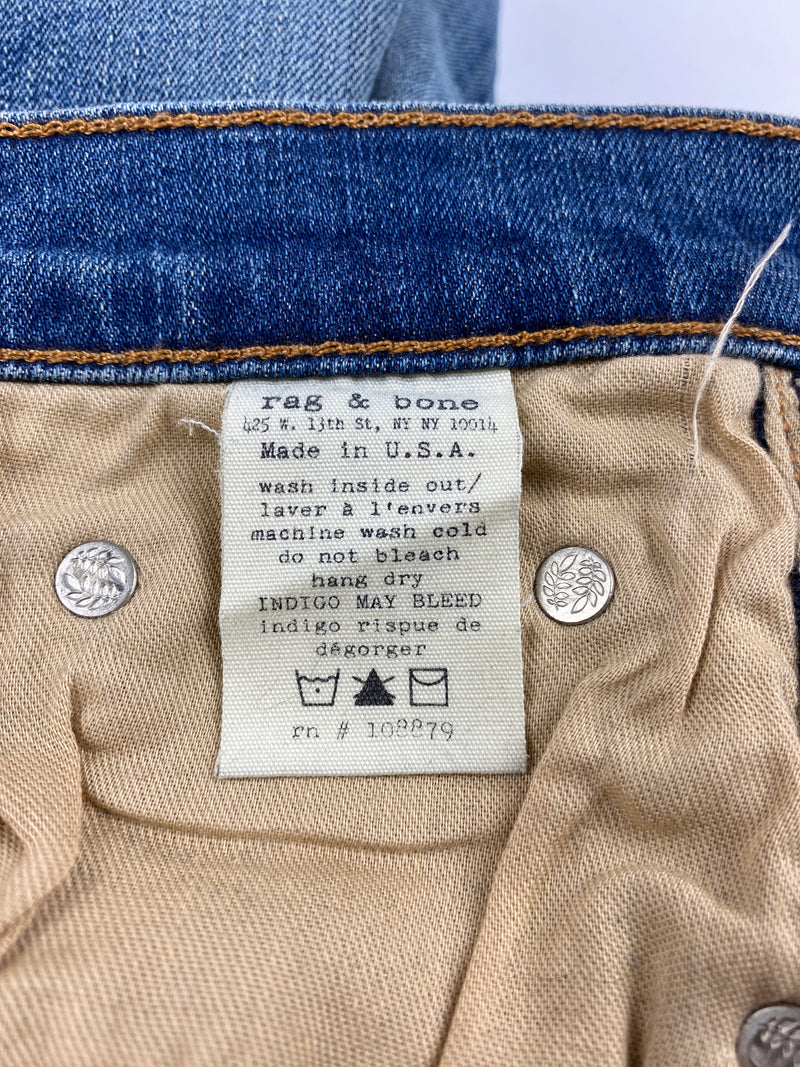 rag & bone
425 W. 13th St, NY NY 10014
Made in U.S.A.
wash inside out/
laver à l'envers
machine wash cold
do not bleach
hang dry
INDIGO MAY BLEED
indigo rispue de
dégorger
rn # 108879